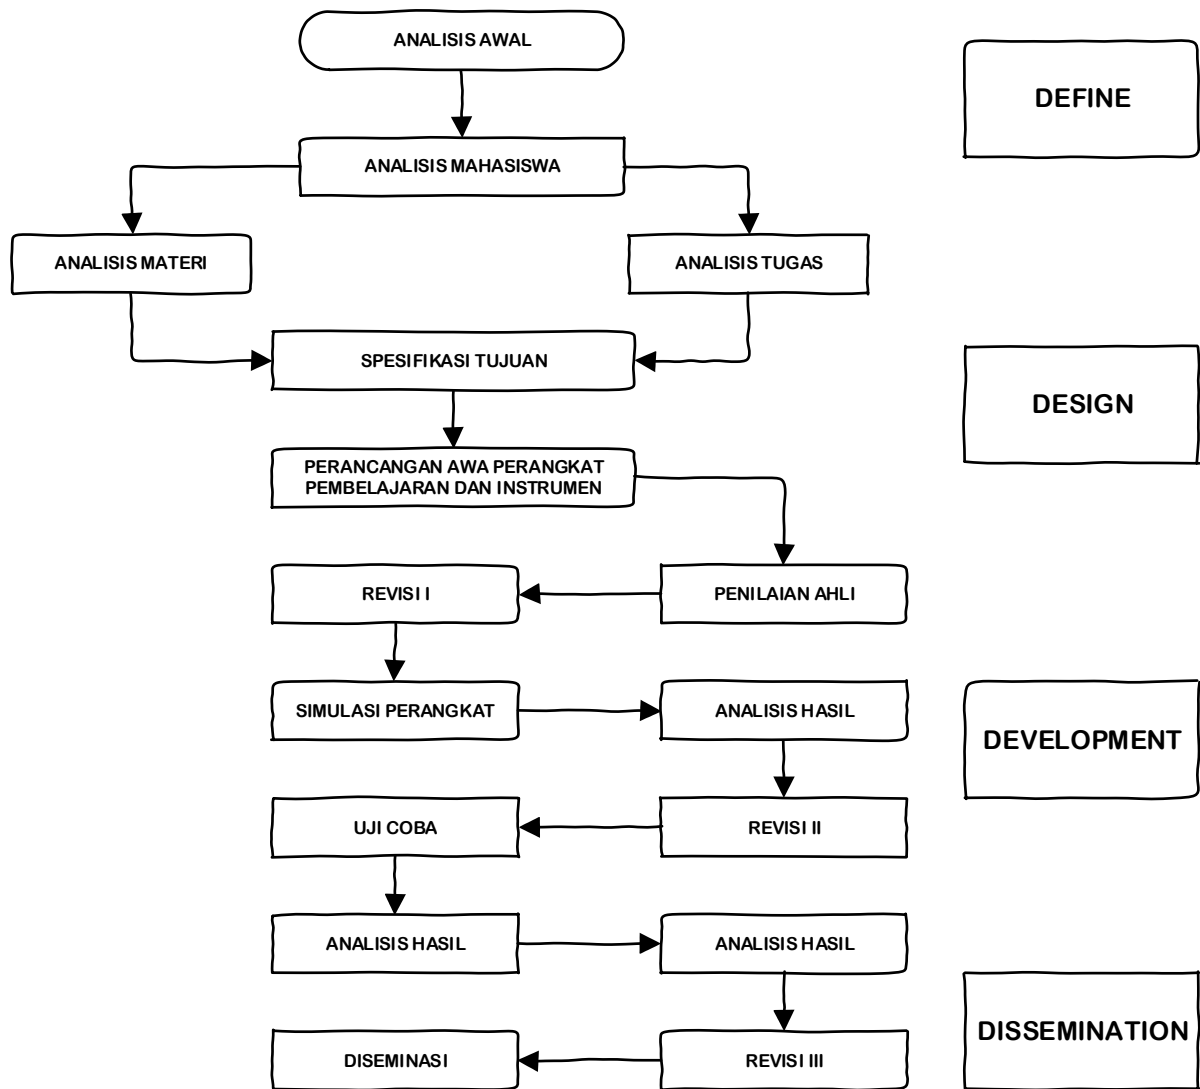 ANALISIS AWAL
DEFINE
ANALISIS MAHASISWA
ANALISIS MATERI
ANALISIS TUGAS
SPESIFIKASI TUJUAN
DESIGN
PERANCANGAN AWA PERANGKAT
PEMBELAJARAN DAN INSTRUMEN
REVISI I
PENILAIAN AHLI
SIMULASI PERANGKAT
ANALISIS HASIL
DEVELOPMENT
UJI COBA
REVISI II
ANALISIS HASIL
ANALISIS HASIL
DISSEMINATION
DISEMINASI
REVISI III